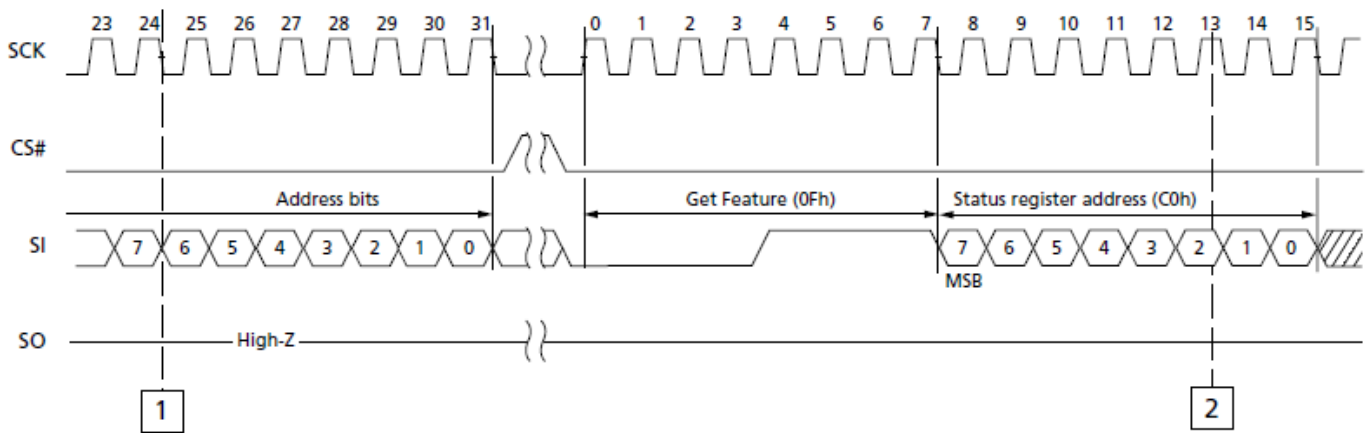 23 24 25 26 27 28 29 30 31 0 1 2 3 4 5 6 7 8 9 10 11 12 13 14 15
SCK
CS#
Address bits Get Feature (0Fh) Status register address (C0h)
SI 7 6 5 4 3 2 1 0 7 6 5 4 3 2 1 0
MSB
SO High-Z
1 2